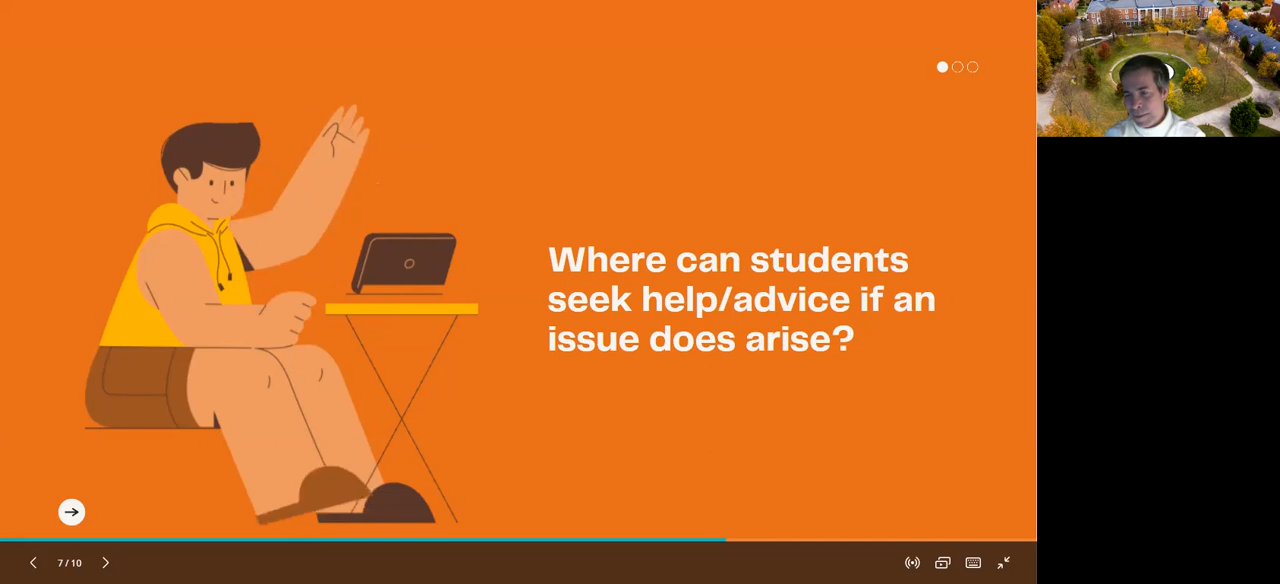 Where can students
seek help/advice if an
issue does arise?
7 / 10